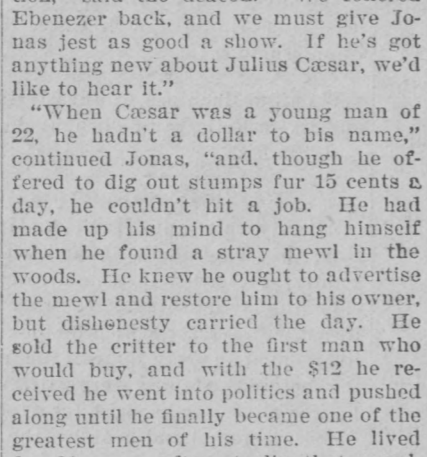 Ebenezer back, and we must give Jo-
nas jest as good a show. If he's got
anything new about Julius Cæsar, we'd
like to hear it."
"When Cæsar was a young man of
22, he hadn't a dollar to his name,"
continued Jonas, "and, though he of-
fered to dig out stumps fur 15 cents a
day, he couldn't hit a job. He had
made up his mind to hang himself
when he found a stray mewl in the
woods. He knew he ought to advertise
the mewl and restore him to his owner,
but dishonesty carried the day. He
sold the critter to the first man who
would buy, and with the $12 he re-
ceived he went into politics and pushed
along until he finally became one of the
greatest men of his time. He lived